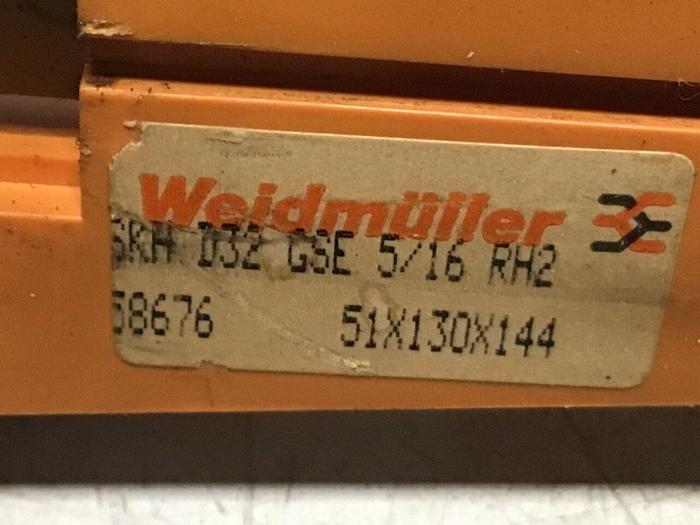 Weidmüller
SKH D32 GSE 5/16 RH2
58676 51X130X144